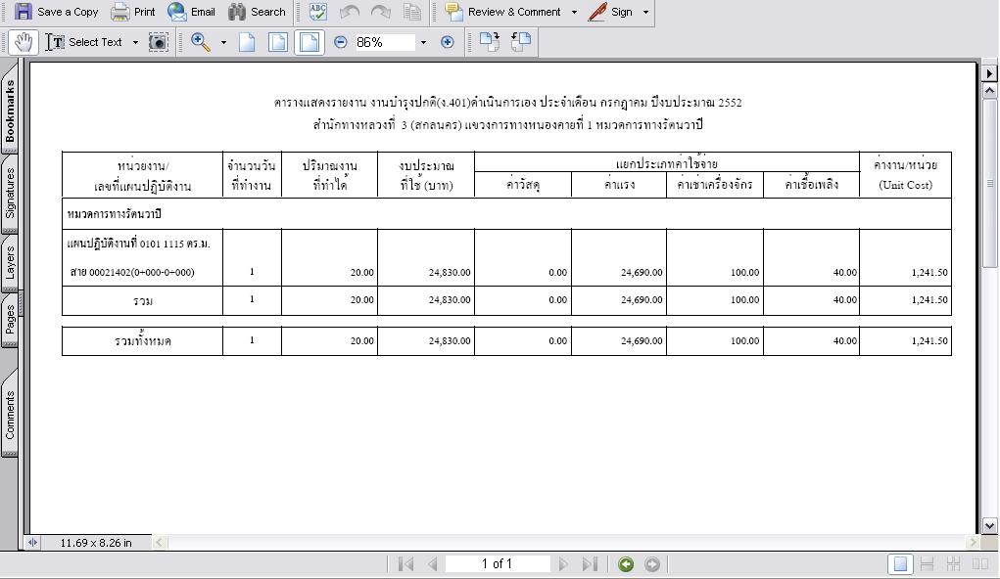 Save a Copy Print Email Search Review & Comment Sign
Select Text 86%
Bookmarks
Signatures
Layers
Pages
Comments
ตารางแสดงรายงาน งานบำรุงปกติ(ง.401)ดำเนินการเอง ประจำเดือน กรกฎาคม ปีงบประมาณ 2552
สำนักทางหลวงที่ 3 (สกลนคร) แขวงการทางหนองคายที่ 1 หมวดการทางรัตนวาปี
หน่วยงาน/ จำนวนวัน ปริมาณงาน งบประมาณ แยกประเภทค่าใช้จ่าย ค่างาน/หน่วย
เลขที่แผนปฏิบัติงาน ที่ทำงาน ที่ทำได้ ที่ใช้ (บาท) ค่าวัสดุ ค่าแรง ค่าเช่าเครื่องจักร ค่าเชื้อเพลิง (Unit Cost)
หมวดการทางรัตนวาปี
แผนปฏิบัติงานที่ 0101 1115 ตร.ม.
สาย 00021402(0+000-0+000) 1 20.00 24,830.00 0.00 24,690.00 100.00 40.00 1,241.50
รวม 1 20.00 24,830.00 0.00 24,690.00 100.00 40.00 1,241.50
รวมทั้งหมด 1 20.00 24,830.00 0.00 24,690.00 100.00 40.00 1,241.50
11.69 x 8.26 in
1 of 1